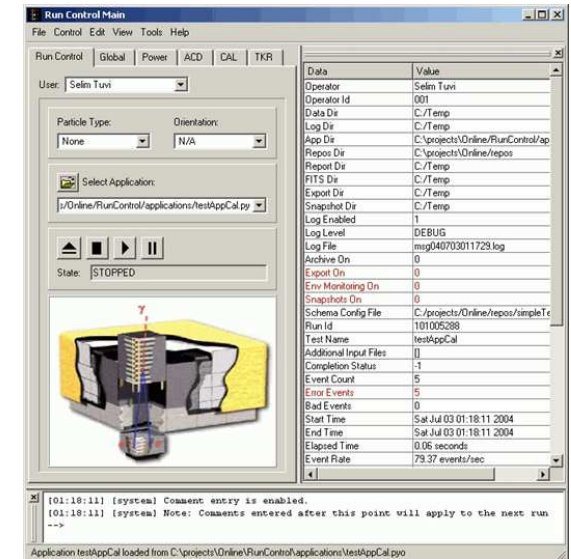 Run Control Main
File Control Edit View Tools Help
Run Control Global Power ACD CAL TKR
User: Selim Tuvi
Particle Type: Orientation:
None N/A
Select Application:
s/Online/RunControl/applications/testAppCal.py
State: STOPPED
γ
Data Value
Operator Selim Tuvi
Operator Id 001
Data Dir C:/Temp
Log Dir C:/Temp
App Dir C:\projects\Online/RunControl/ap
Repos Dir C:\projects\Online/repos
Report Dir C:/Temp
FITS Dir C:/Temp
Export Dir C:/Temp
Snapshot Dir C:/Temp
Log Enabled 1
Log Level DEBUG
Log File msg040703011729.log
Archive On 0
Export On 0
Env Monitoring On 0
Snapshots On 0
Schema Config File C:/projects/Online/repos/simpleTe
Run Id 101005288
Test Name testAppCal
Additional Input Files []
Completion Status -1
Event Count 5
Error Events 5
Bad Events 0
Start Time Sat Jul 03 01:18:11 2004
End Time Sat Jul 03 01:18:11 2004
Elapsed Time 0.06 seconds
Event Rate 79.37 events/sec
[01:18:11] [system] Comment entry is enabled.
[01:18:11] [system] Note: Comments entered after this point will apply to the next run
-->
Application testAppCal loaded from C:\projects\Online\RunControl\applications\testAppCal.pyo